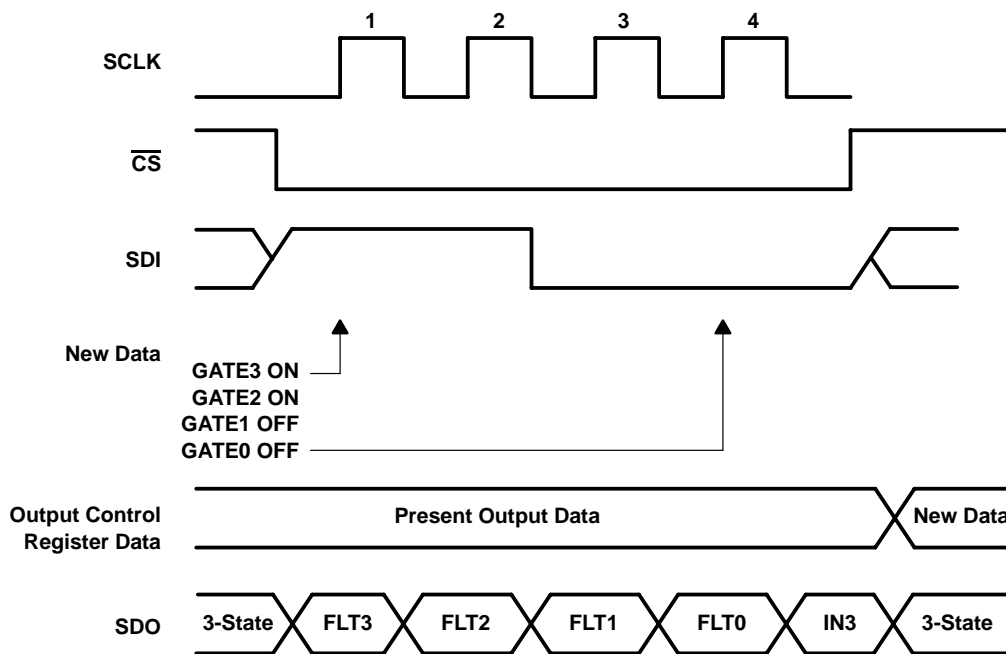 1 2 3 4
SCLK
CS
SDI
New Data
GATE3 ON
GATE2 ON
GATE1 OFF
GATE0 OFF
Output Control
Register Data
Present Output Data
New Data
SDO
3-State
FLT3
FLT2
FLT1
FLT0
IN3
3-State